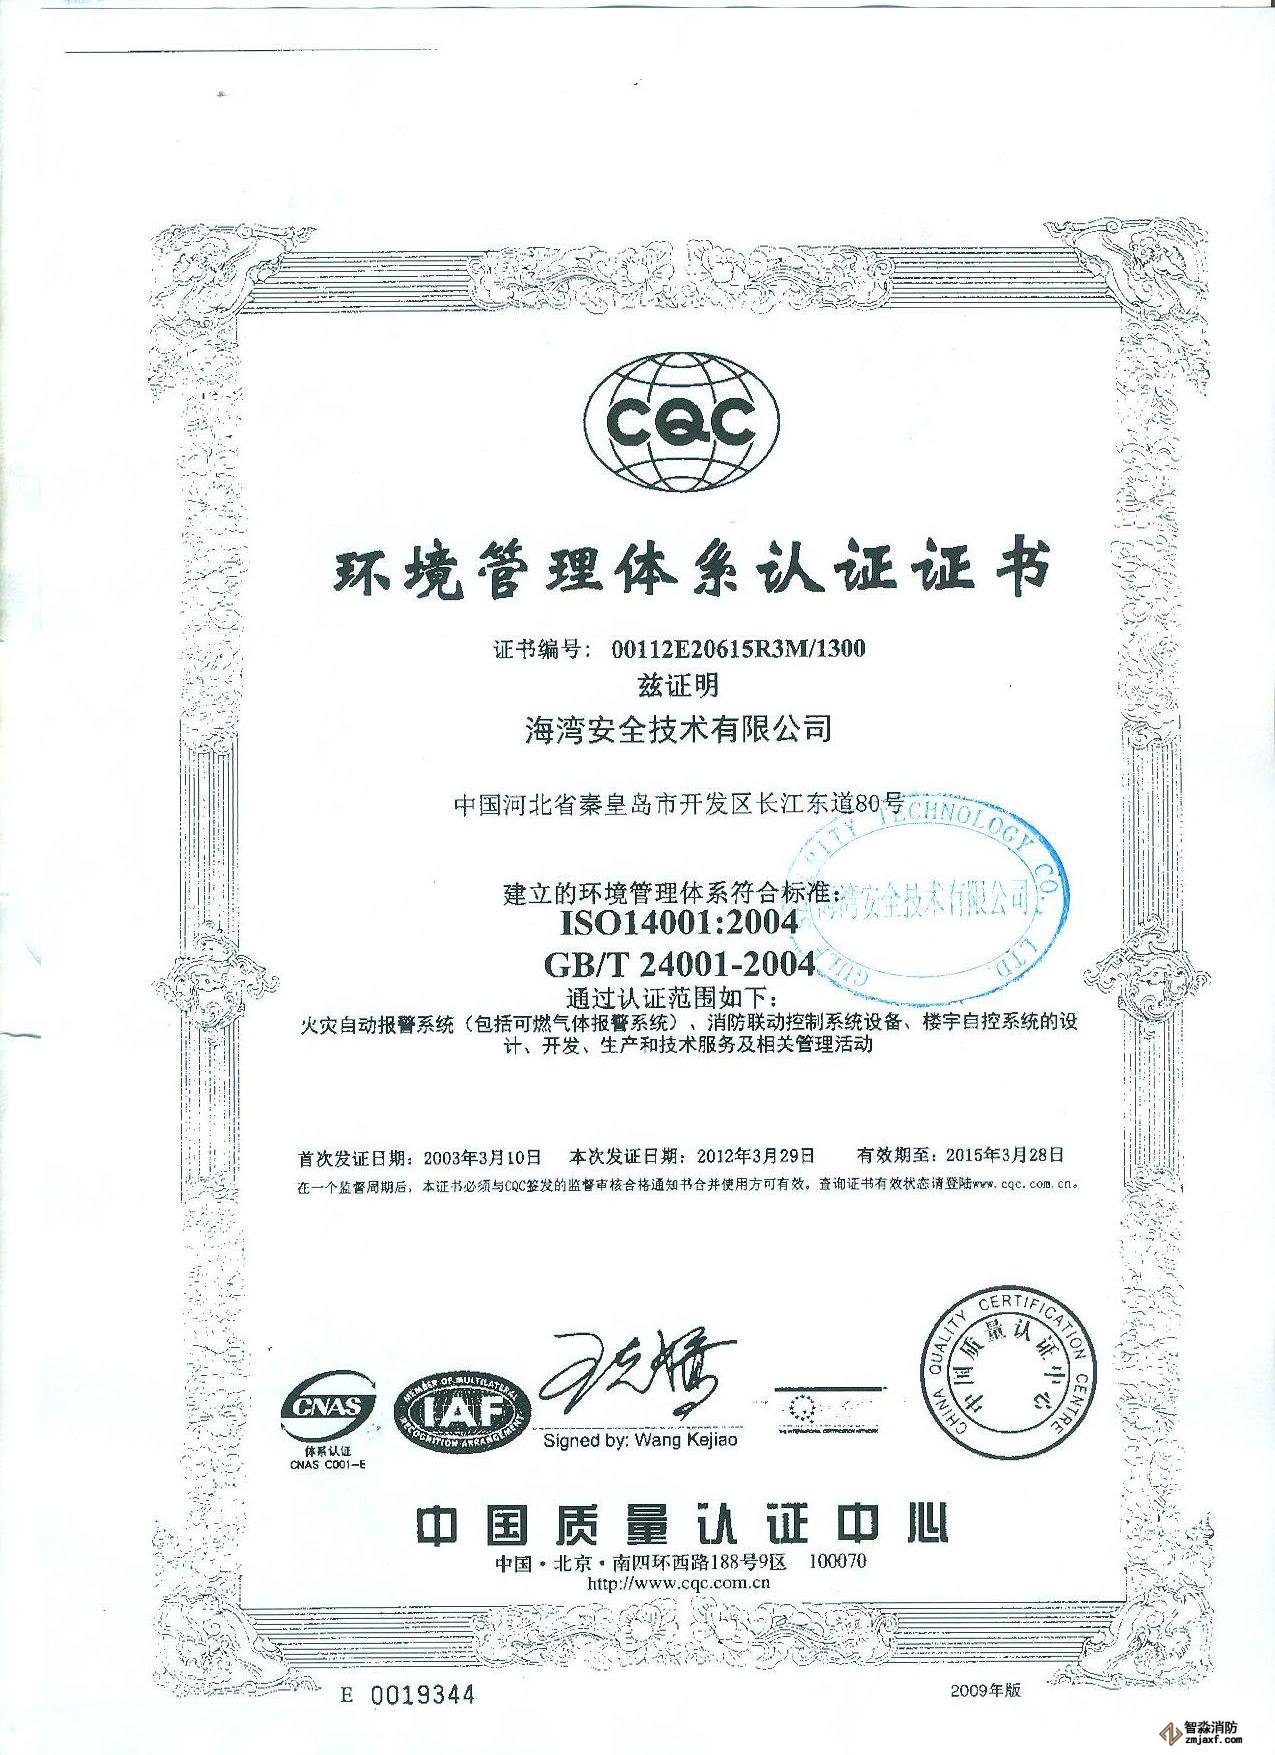 CQC
环境管理体系认证证书
证书编号： 00112E20615R3M/1300
兹证明
海湾安全技术有限公司
中国河北省秦皇岛市开发区长江东道80号
建立的环境管理体系符合标准：
ISO14001:2004
GB/T 24001-2004
TECHNOLOGY CO.
LTD.
GULF
海湾安全技术有限公司
通过认证范围如下：
火灾自动报警系统（包括可燃气体报警系统）、消防联动控制系统设备、楼宇自控系统的设
计、开发、生产和技术服务及相关管理活动
首次发证日期：2003年3月10日 本次发证日期：2012年3月29日 有效期至：2015年3月28日
在一个监督周期后，本证书必须与CQC签发的监督审核合格通知书合并使用方可有效。查询证书有效状态请登陆www.cqc.com.cn。
CNAS
体系认证
CNAS C001-E
MEMBER OF MULTILATERAL
IAF
RECOGNITION ARRANGEMENT
Signed by: Wang Kejiao
THE INTERNATIONAL CERTIFICATION NETWORK
CHINA QUALITY CERTIFICATION CENTRE
中国质量认证中心
中国质量认证中心
中国·北京·南四环西路188号9区 100070
http://www.cqc.com.cn
E 0019344
2009年版
智淼消防
zmjaxf.com